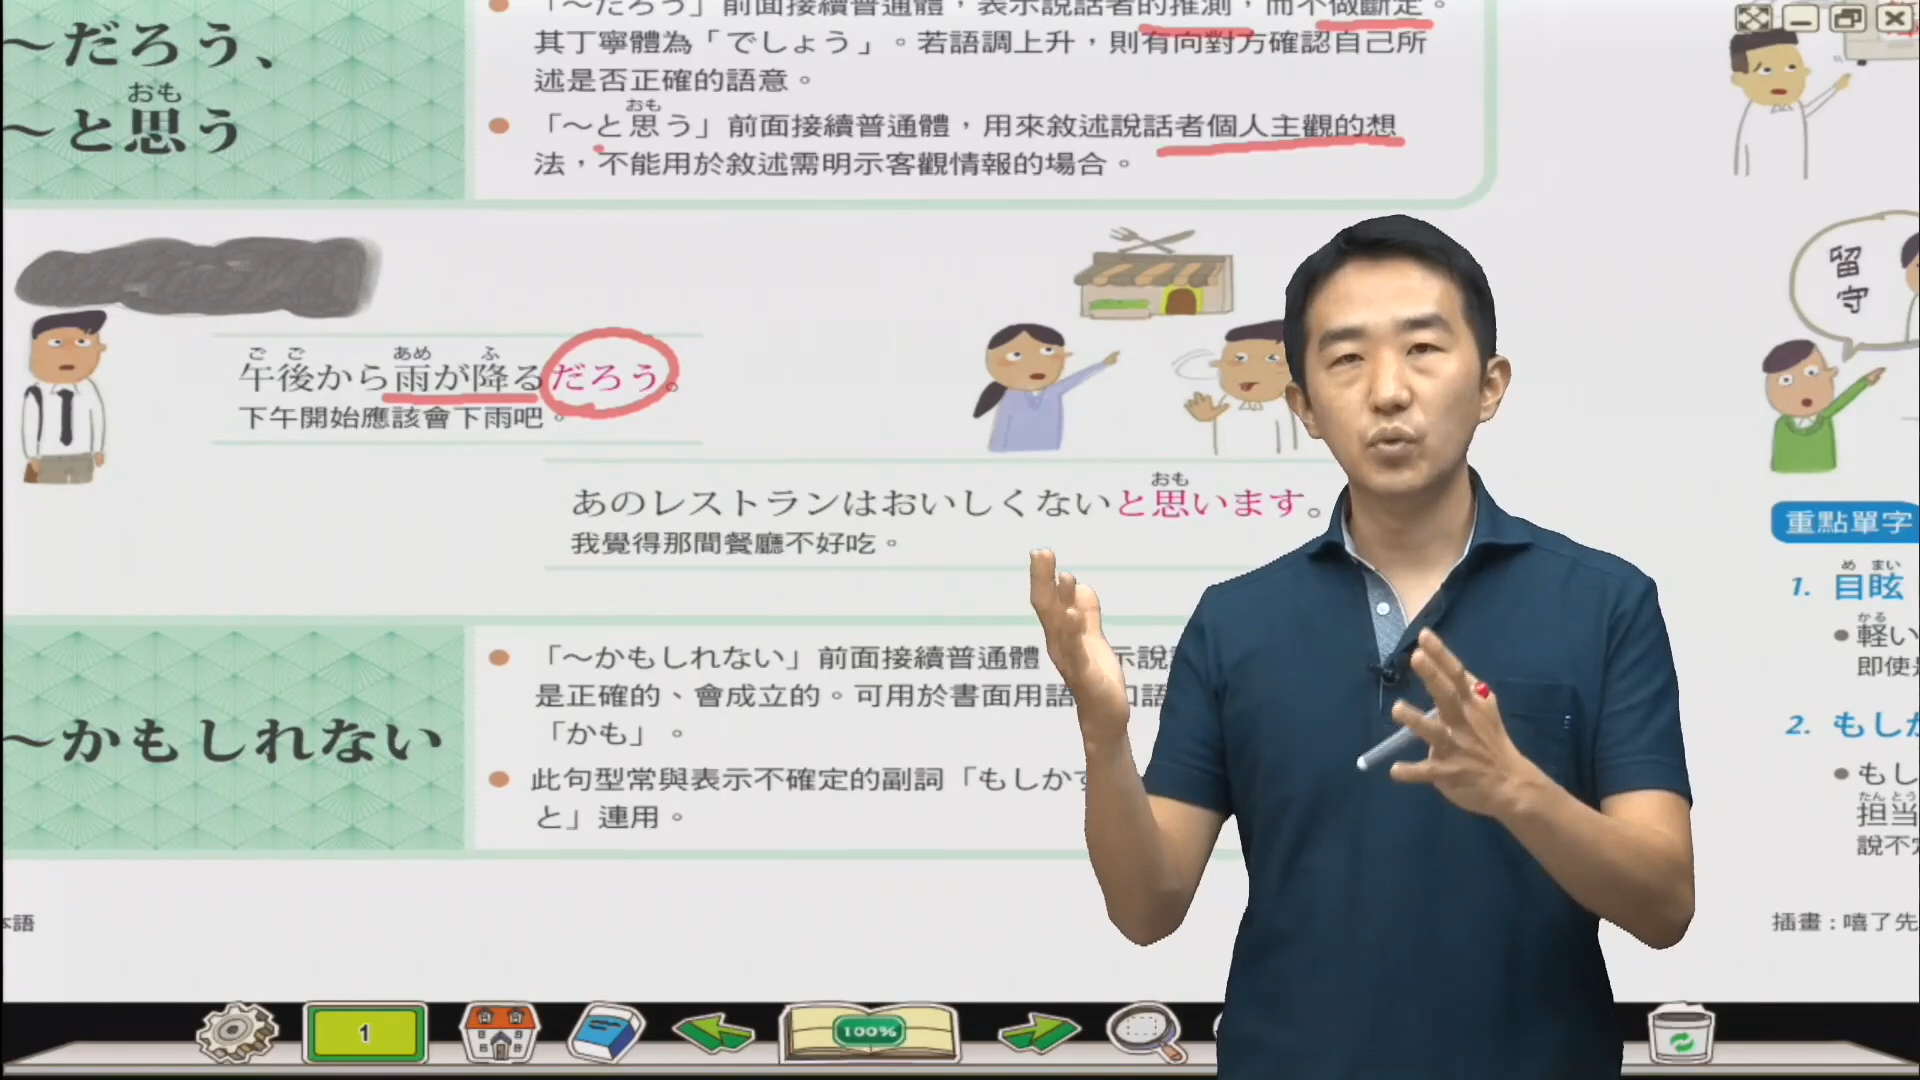 ～だろう、
おも
～と思う
「～だろう」前面接續普通體，表示說話者的推測，而不做斷定。
其丁寧體為「でしょう」。若語調上升，則有向對方確認自己所
述是否正確的語意。
おも
「～と思う」前面接續普通體，用來敘述說話者個人主觀的想
法，不能用於敘述需明示客觀情報的場合。
ごご あめ ふ
午後から雨が降るだろう。
下午開始應該會下雨吧。
おも
あのレストランはおいしくないと思います。
我覺得那間餐廳不好吃。
～かもしれない
「～かもしれない」前面接續普通體
示說
是正確的、會成立的。可用於書面用語
口語
「かも」。
此句型常與表示不確定的副詞「もしかす
と」連用。
留守
重點單字
め まい
1. 目眩
かる
軽い
即使
2. もしか
もし
たんとう
担当
說不定
本語
插畫：嘻了先
1
100%